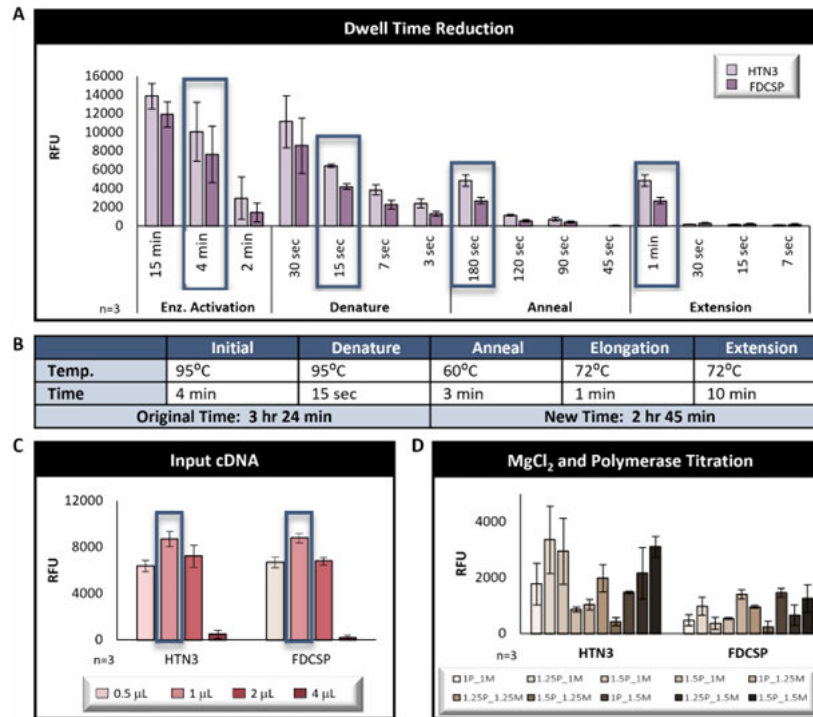 A
Dwell Time Reduction
HTN3
FDCSP
RFU
16000
14000
12000
10000
8000
6000
4000
2000
0
15 min
4 min
2 min
30 sec
15 sec
7 sec
3 sec
180 sec
120 sec
90 sec
45 sec
1 min
30 sec
15 sec
7 sec
n=3
Enz. Activation
Denature
Anneal
Extension
B
Initial Denature Anneal Elongation Extension
Temp. 95°C 95°C 60°C 72°C 72°C
Time 4 min 15 sec 3 min 1 min 10 min
Original Time: 3 hr 24 min New Time: 2 hr 45 min
C
Input cDNA
RFU
12000
8000
4000
0
n=3
HTN3
FDCSP
0.5 µL 1 µL 2 µL 4 µL
D
MgCl₂ and Polymerase Titration
RFU
4000
2000
0
n=3
HTN3
FDCSP
1P_1M 1.25P_1M 1.5P_1M 1.5P_1M 1P_1.25M
1.25P_1.25M 1.5P_1.25M 1P_1.5M 1.25P_1.5M 1.5P_1.5M